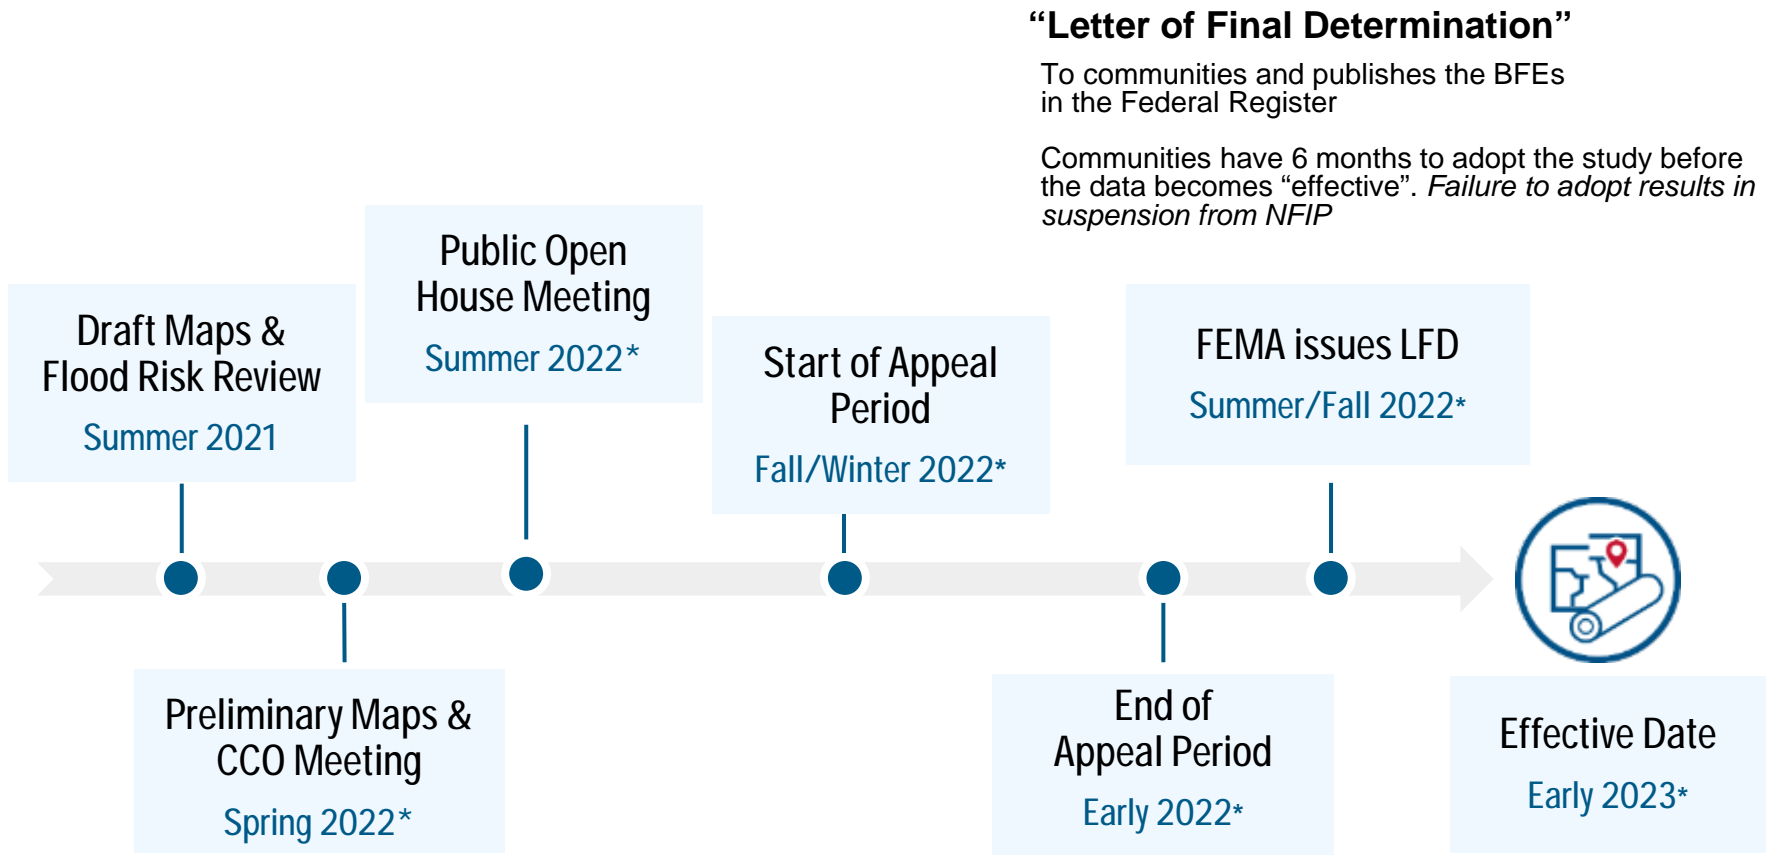 “Letter of Final Determination”
To communities and publishes the BFEs
in the Federal Register
Communities have 6 months to adopt the study before
the data becomes “effective”. Failure to adopt results in
suspension from NFIP
Draft Maps &
Flood Risk Review
Summer 2021
Preliminary Maps &
CCO Meeting
Spring 2022*
Public Open
House Meeting
Summer 2022*
Start of Appeal
Period
Fall/Winter 2022*
End of
Appeal Period
Early 2022*
FEMA issues LFD
Summer/Fall 2022*
Effective Date
Early 2023*